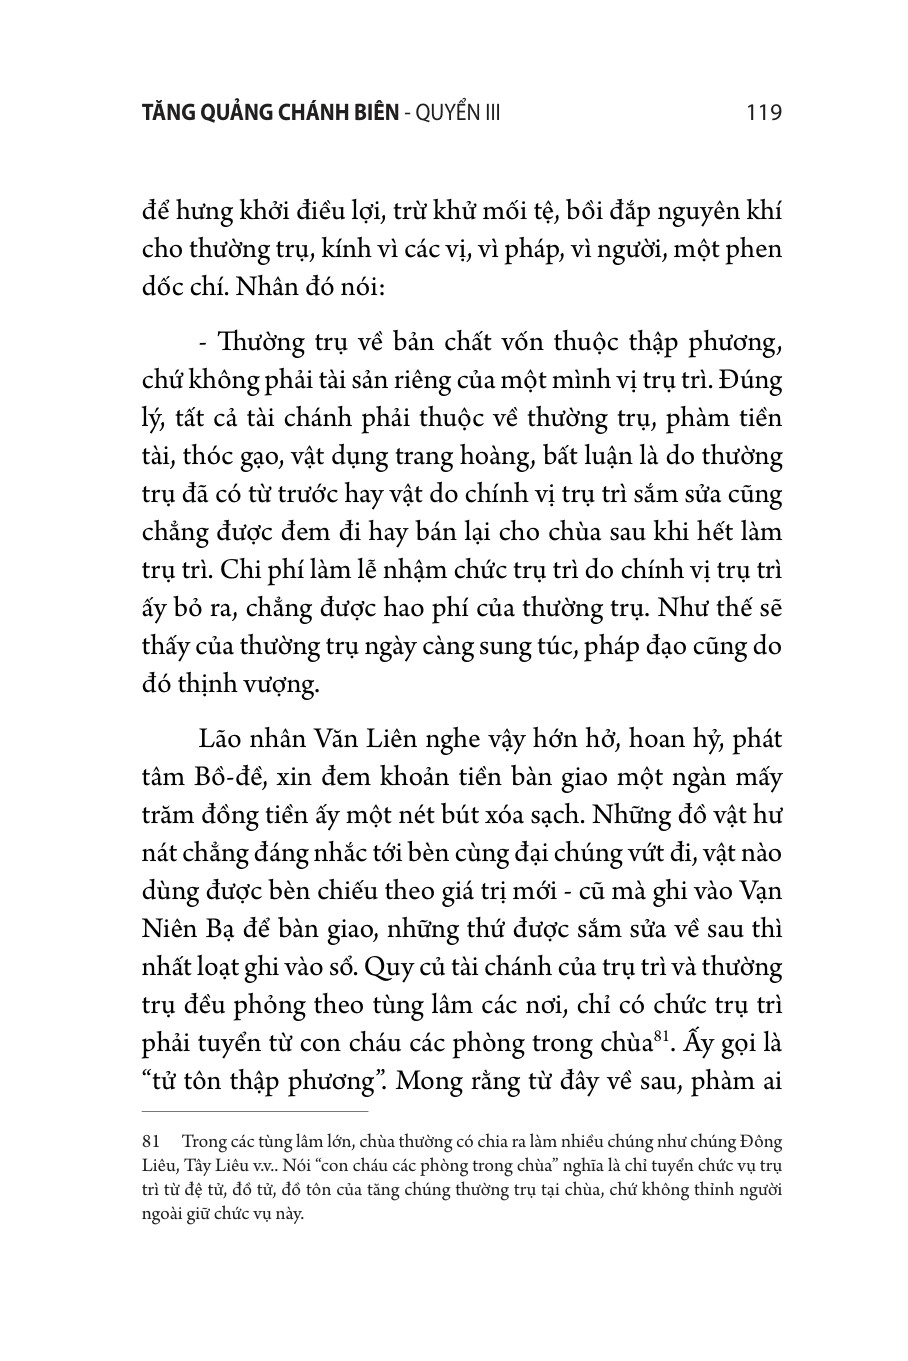 TĂNG QUẢNG CHÁNH BIÊN - QUYỂN III 119
để hưng khởi điều lợi, trừ khử mối tệ, bồi đắp nguyên khí
cho thường trụ, kính vì các vị, vì pháp, vì người, một phen
dốc chí. Nhân đó nói:
- Thường trụ về bản chất vốn thuộc thập phương,
chứ không phải tài sản riêng của một mình vị trụ trì. Đúng
lý, tất cả tài chánh phải thuộc về thường trụ, phàm tiền
tài, thóc gạo, vật dụng trang hoàng, bất luận là do thường
trụ đã có từ trước hay vật do chính vị trụ trì sắm sửa cũng
chẳng được đem đi hay bán lại cho chùa sau khi hết làm
trụ trì. Chi phí làm lễ nhậm chức trụ trì do chính vị trụ trì
ấy bỏ ra, chẳng được hao phí của thường trụ. Như thế sẽ
thấy của thường trụ ngày càng sung túc, pháp đạo cũng do
đó thịnh vượng.
Lão nhân Văn Liên nghe vậy hớn hở, hoan hỷ, phát
tâm Bồ-đề, xin đem khoản tiền bàn giao một ngàn mấy
trăm đồng tiền ấy một nét bút xóa sạch. Những đồ vật hư
nát chẳng đáng nhắc tới bèn cùng đại chúng vứt đi, vật nào
dùng được bèn chiếu theo giá trị mới - cũ mà ghi vào Vạn
Niên Bạ để bàn giao, những thứ được sắm sửa về sau thì
nhất loạt ghi vào sổ. Quy củ tài chánh của trụ trì và thường
trụ đều phỏng theo tùng lâm các nơi, chỉ có chức trụ trì
phải tuyển từ con cháu các phòng trong chùa81. Ấy gọi là
“tử tôn thập phương”. Mong rằng từ đây về sau, phàm ai
81 Trong các tùng lâm lớn, chùa thường có chia ra làm nhiều chúng như chúng Đông
Liêu, Tây Liêu v.v.. Nói “con cháu các phòng trong chùa” nghĩa là chỉ tuyển chức vụ trụ
trì từ đệ tử, đồ tử, đồ tôn của tăng chúng thường trụ tại chùa, chứ không thỉnh người
ngoài giữ chức vụ này.